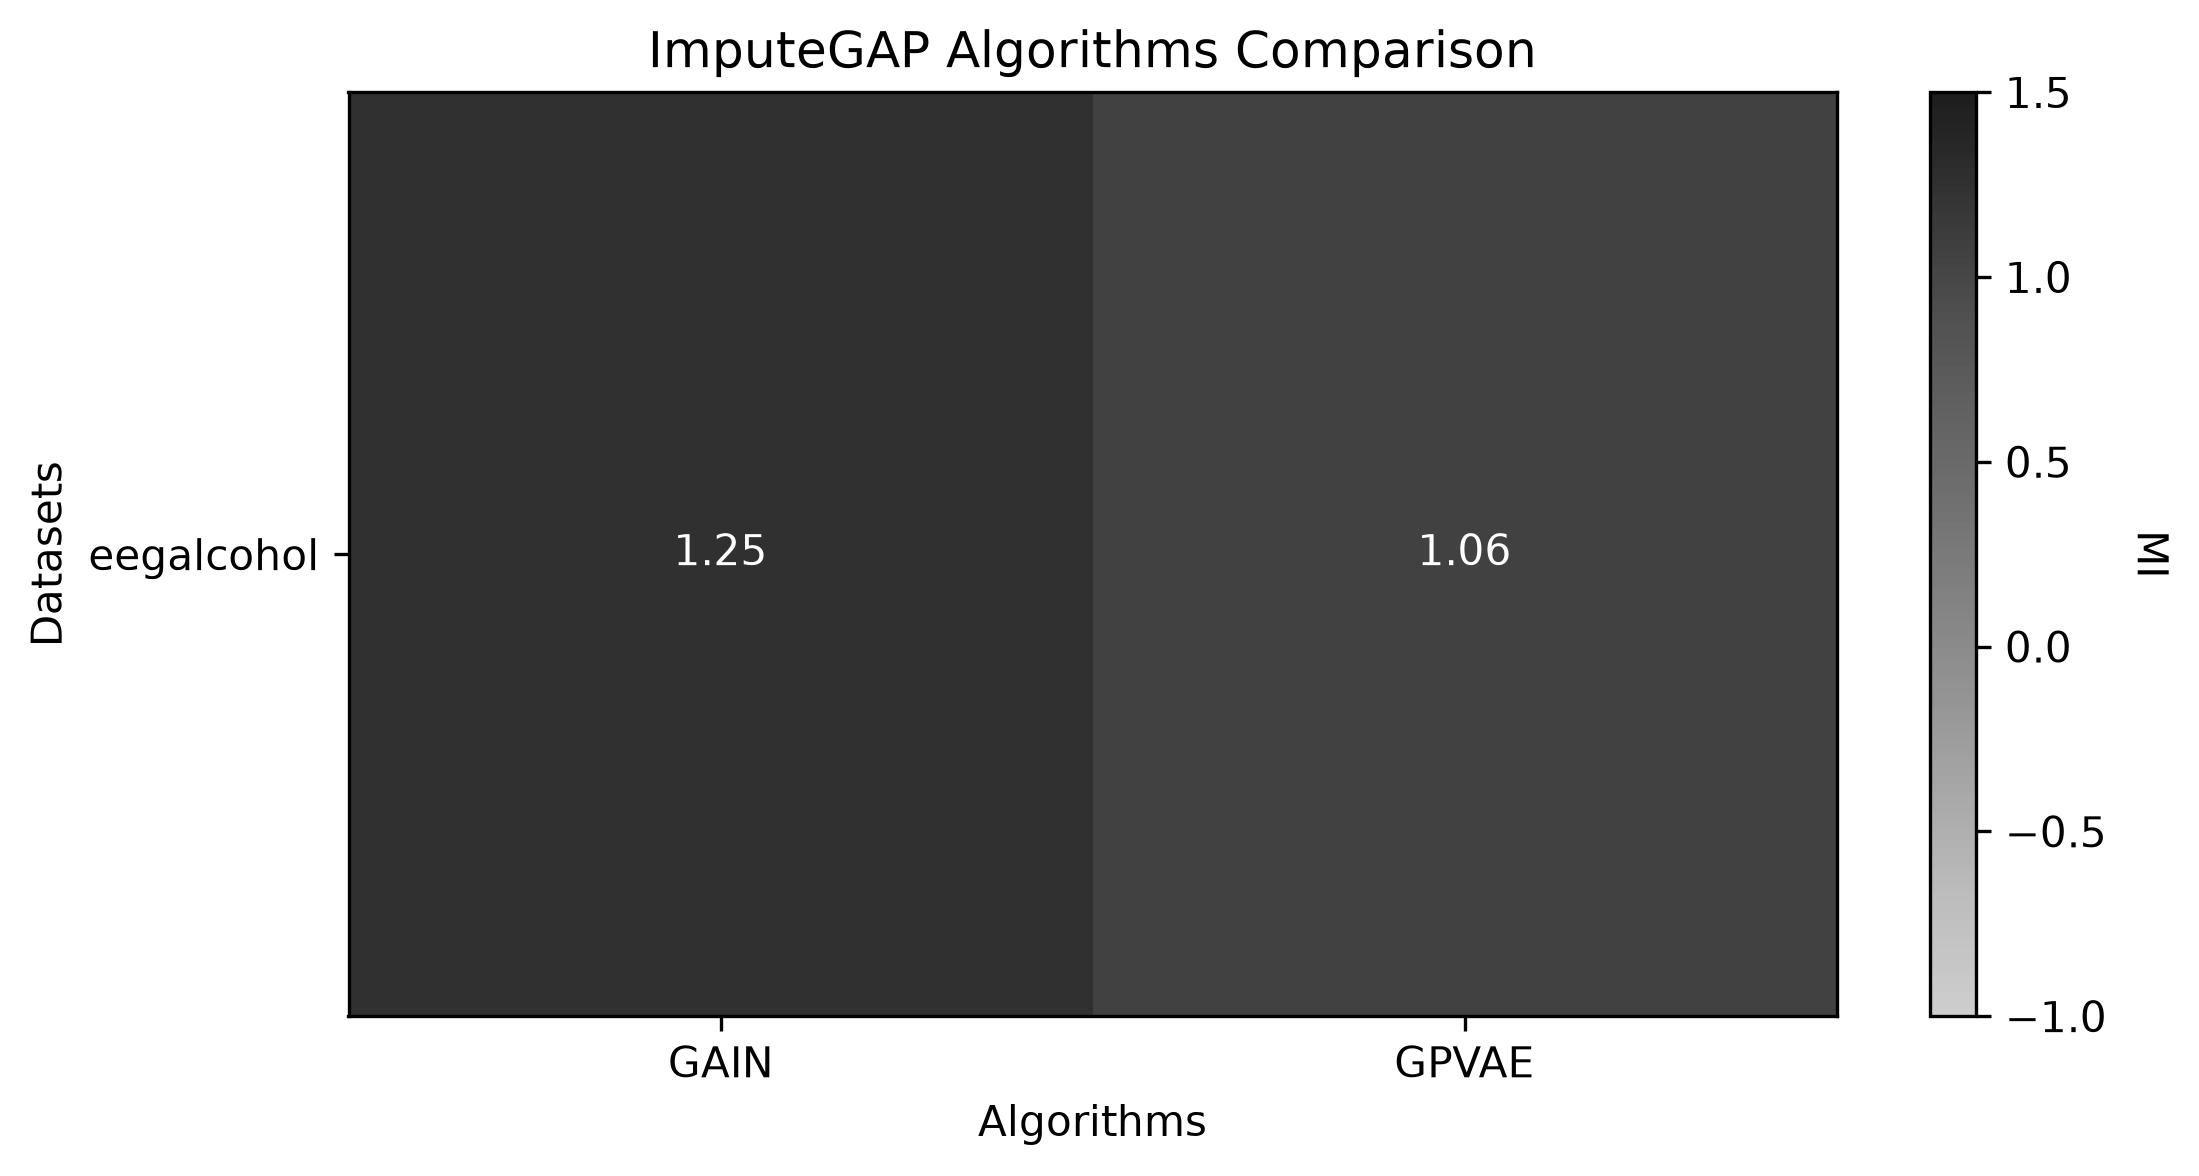 ImputeGAP Algorithms Comparison
Datasets
eegalcohol
1.25
1.06
GAIN
GPVAE
Algorithms
1.5
1.0
0.5
0.0
−0.5
−1.0
MI